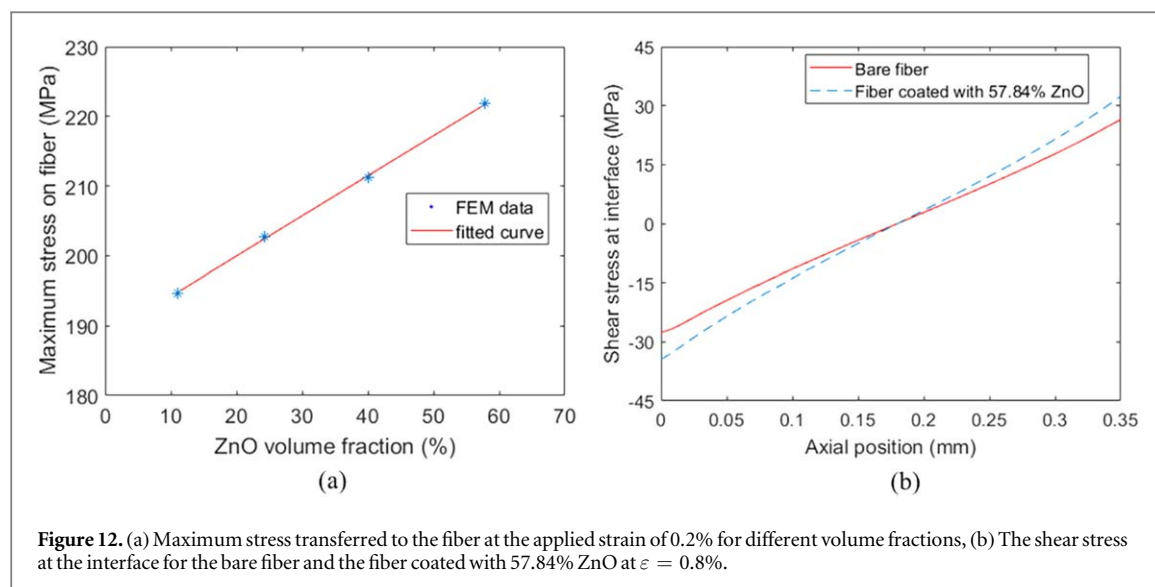 230
220
210
200
190
180
Maximum stress on fiber (MPa)
FEM data
fitted curve
0 10 20 30 40 50 60 70
ZnO volume fraction (%)
(a)
45
30
15
0
-15
-30
-45
Shear stress at interface (MPa)
Bare fiber
Fiber coated with 57.84% ZnO
0 0.05 0.1 0.15 0.2 0.25 0.3 0.35
Axial position (mm)
(b)
Figure 12. (a) Maximum stress transferred to the fiber at the applied strain of 0.2% for different volume fractions, (b) The shear stress
at the interface for the bare fiber and the fiber coated with 57.84% ZnO at ε = 0.8%.